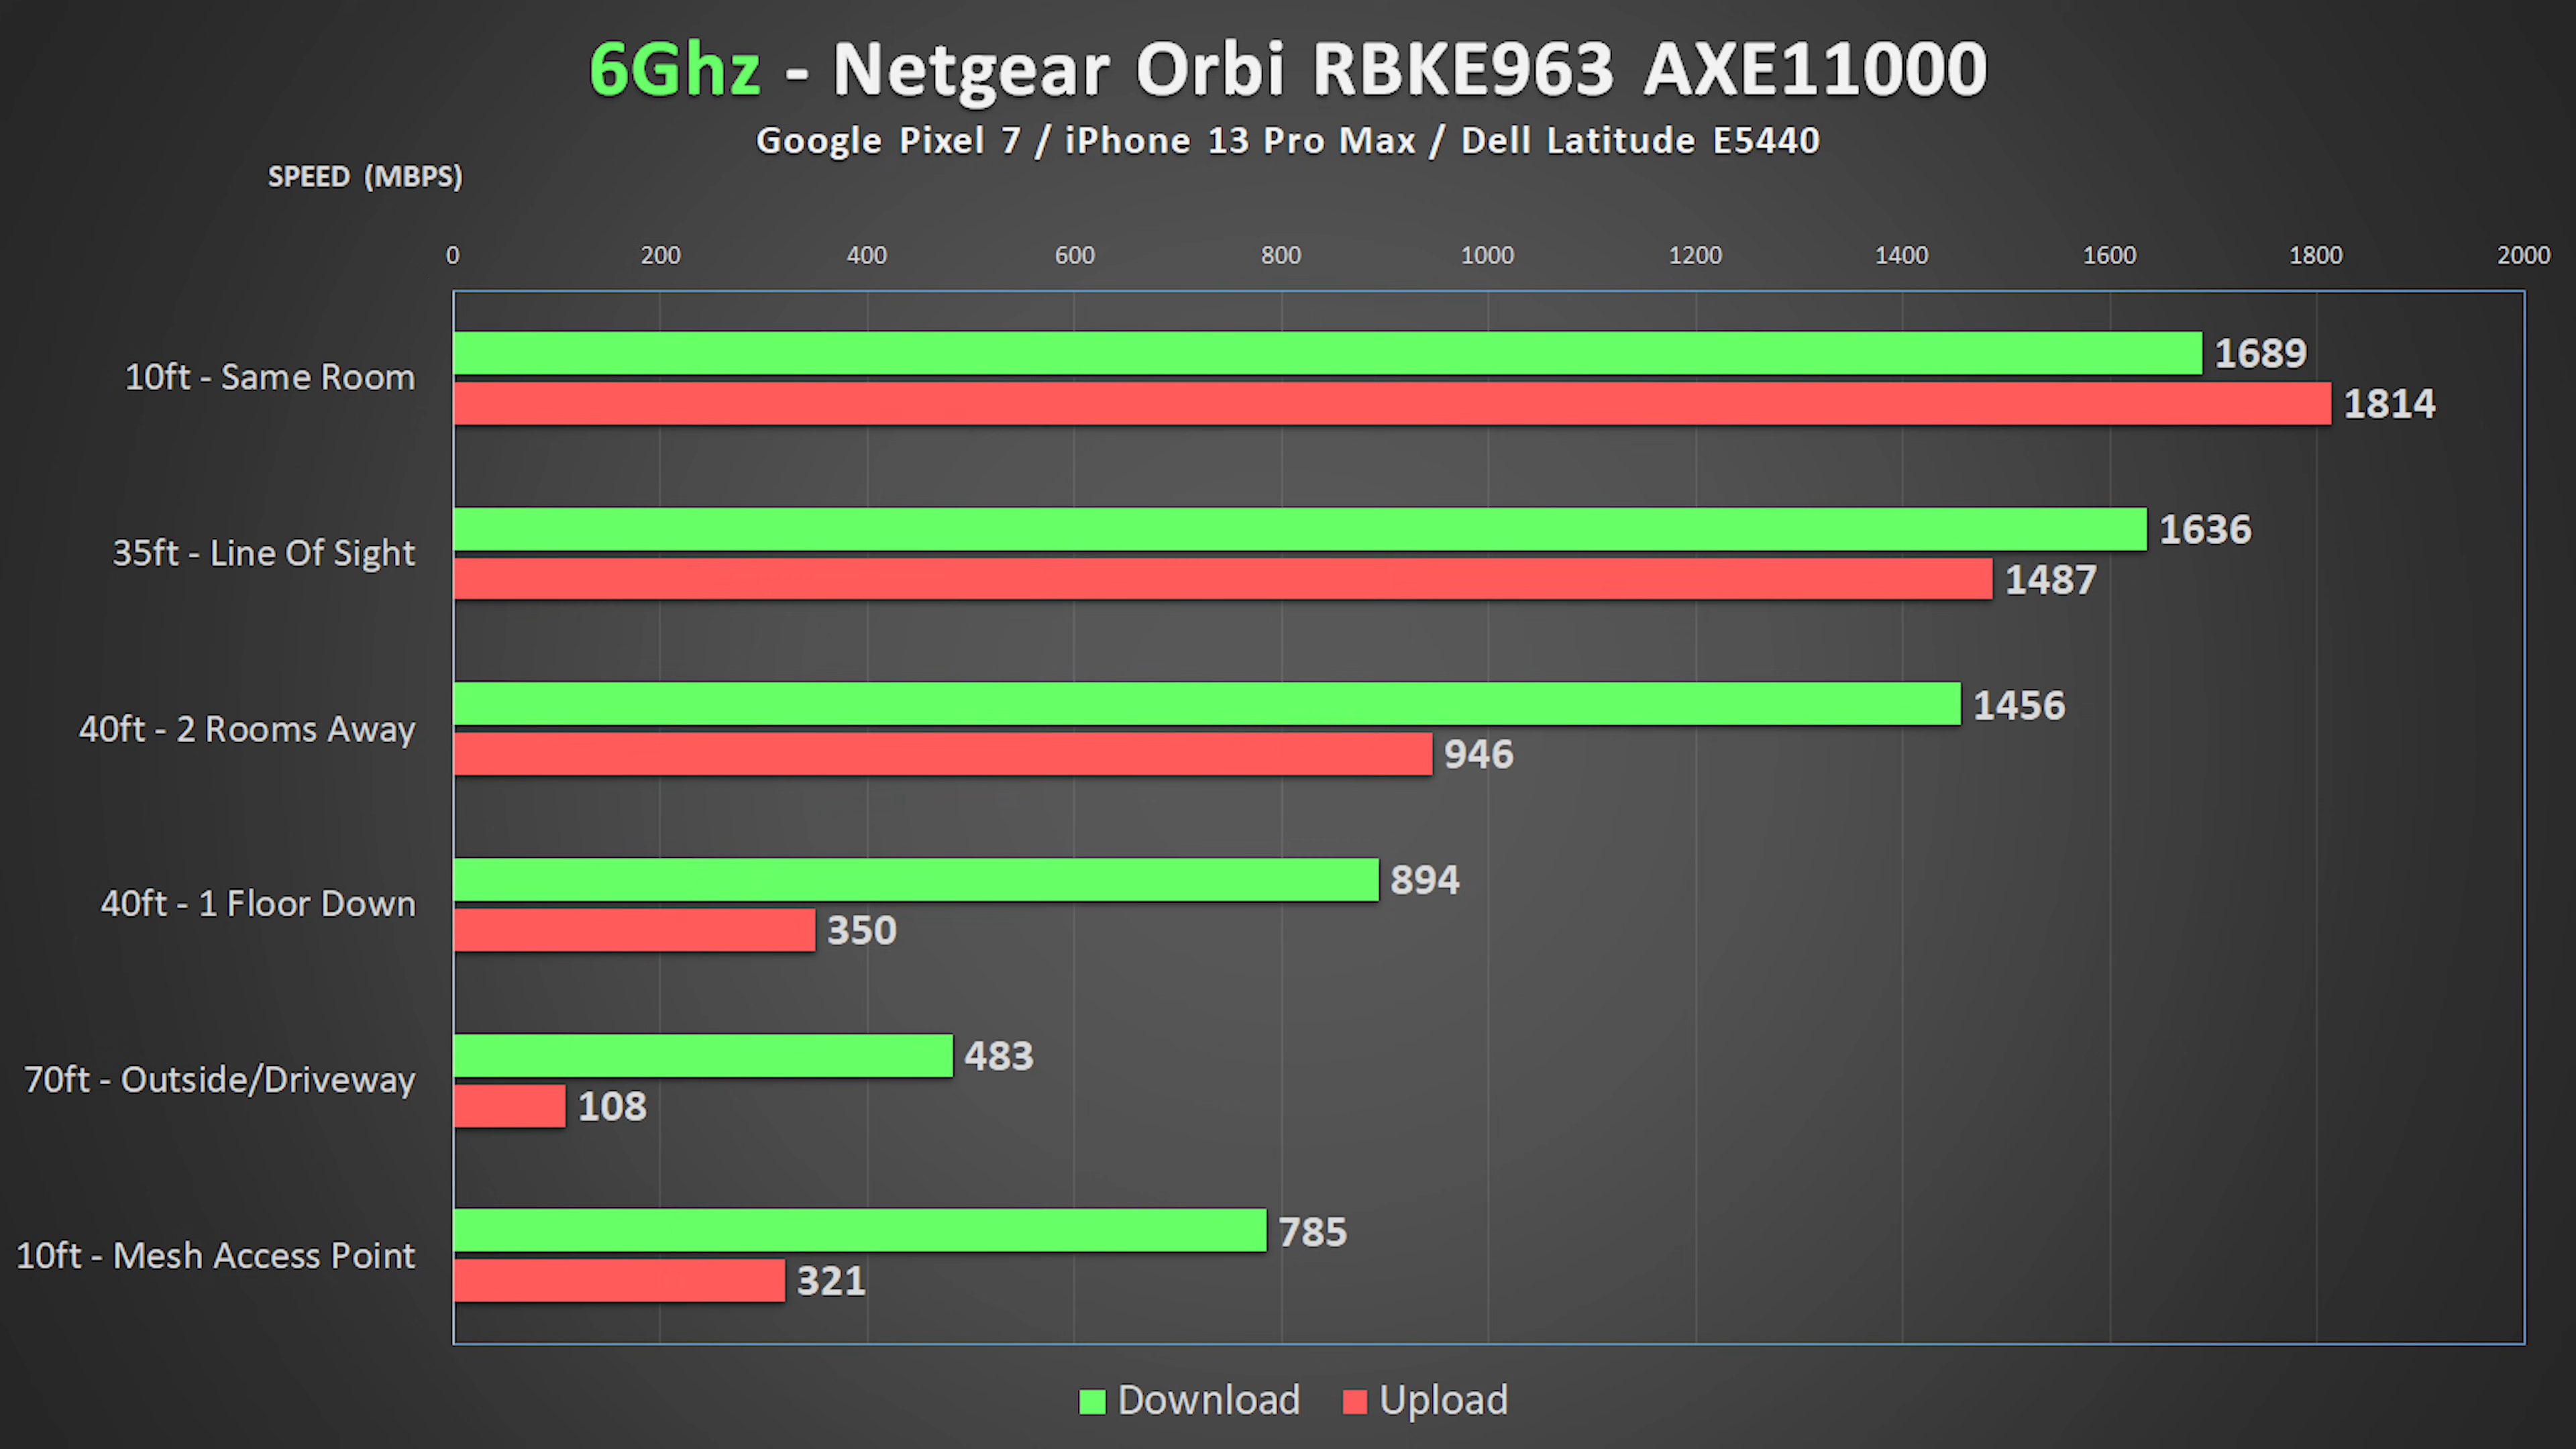 6Ghz - Netgear Orbi RBKE963 AXE11000
Google Pixel 7 / iPhone 13 Pro Max / Dell Latitude E5440
SPEED (MBPS)
0 200 400 600 800 1000 1200 1400 1600 1800 2000
10ft - Same Room
1689
1814
35ft - Line Of Sight
1636
1487
40ft - 2 Rooms Away
1456
946
40ft - 1 Floor Down
894
350
70ft - Outside/Driveway
483
108
10ft - Mesh Access Point
785
321
Download Upload